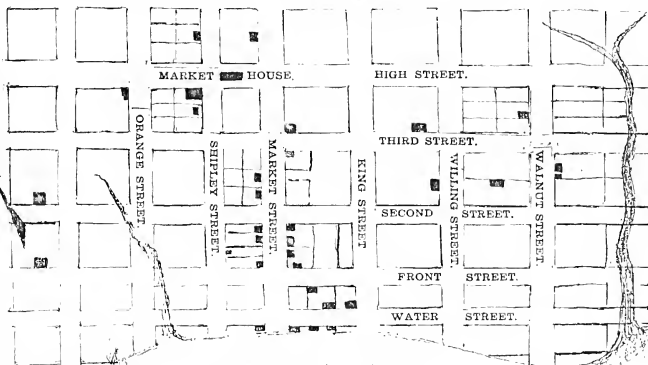 MARKET HOUSE.
HIGH STREET.
THIRD STREET.
ORANGE STREET
SHIPLEY STREET
MARKET STREET.
KING STREET
WILLING STREET
WALNUT STREET.
SECOND STREET.
FRONT STREET.
WATER STREET.